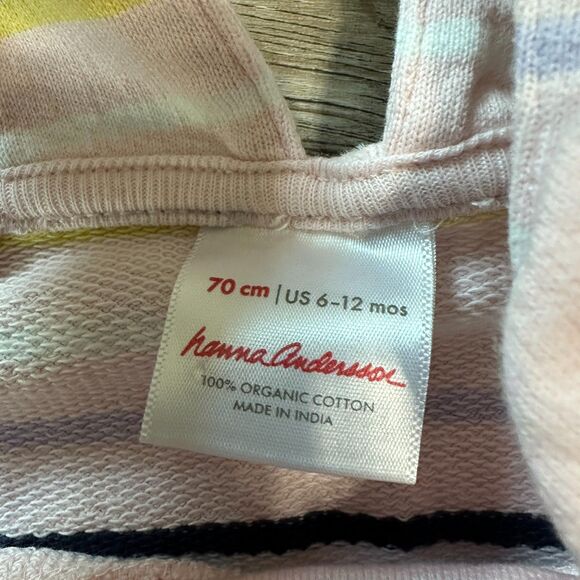 70 cm | US 6-12 mos
hanna andersson
100% ORGANIC COTTON
MADE IN INDIA